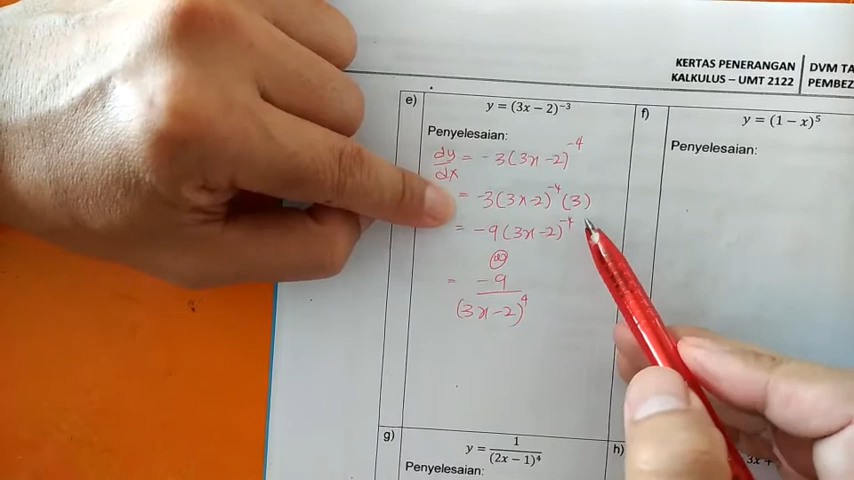 KERTAS PENERANGAN
KALKULUS – UMT 2122
DVM
PEMBEZ
e)
y = (3x − 2)⁻³
Penyelesaian:
dy/dx = -3(3x-2)⁻⁴
= -3(3x-2)⁻⁴(3)
= -9(3x-2)⁻⁴
= -9
(3x-2)⁴
f)
y = (1 − x)⁵
Penyelesaian:
g)
y = 1/(2x − 1)⁴
Penyelesaian:
h)
3x +